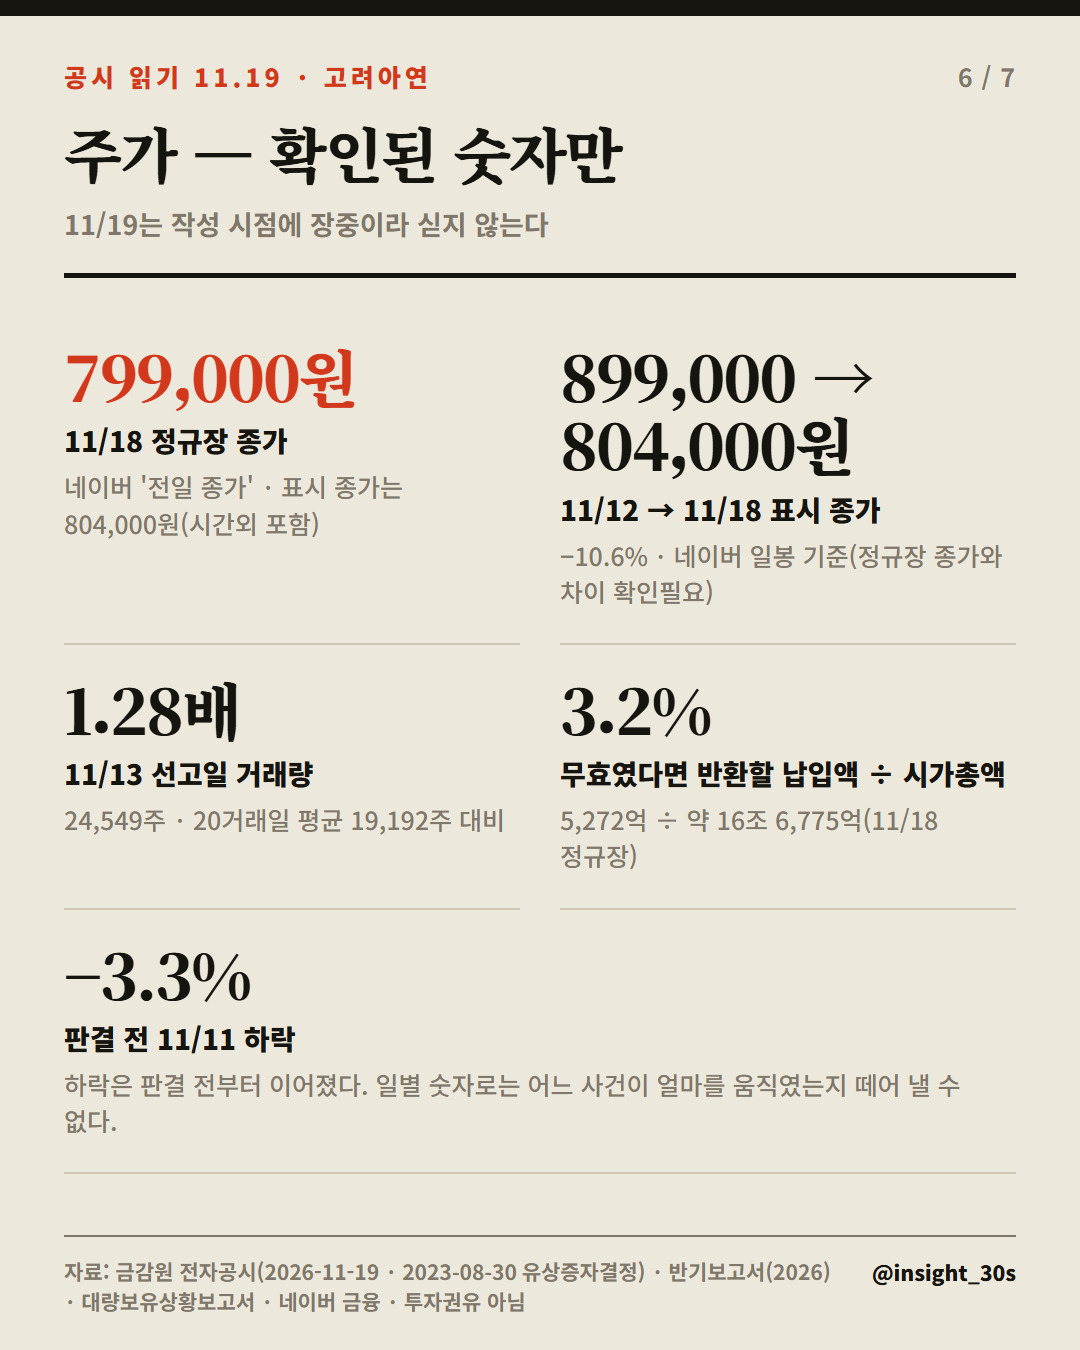 공시 읽기 11.19 · 고려아연
6 / 7
주가 — 확인된 숫자만
11/19는 작성 시점에 장중이라 싣지 않는다
799,000원
11/18 정규장 종가
네이버 '전일 종가' · 표시 종가는
804,000원(시간외 포함)
899,000 →
804,000원
11/12 → 11/18 표시 종가
−10.6% · 네이버 일봉 기준(정규장 종가와
차이 확인필요)
1.28배
11/13 선고일 거래량
24,549주 · 20거래일 평균 19,192주 대비
3.2%
무효였다면 반환할 납입액 ÷ 시가총액
5,272억 ÷ 약 16조 6,775억(11/18
정규장)
−3.3%
판결 전 11/11 하락
하락은 판결 전부터 이어졌다. 일별 숫자로는 어느 사건이 얼마를 움직였는지 떼어 낼 수
없다.
자료: 금감원 전자공시(2026-11-19 · 2023-08-30 유상증자결정) · 반기보고서(2026)
· 대량보유상황보고서 · 네이버 금융 · 투자권유 아님
@insight_30s